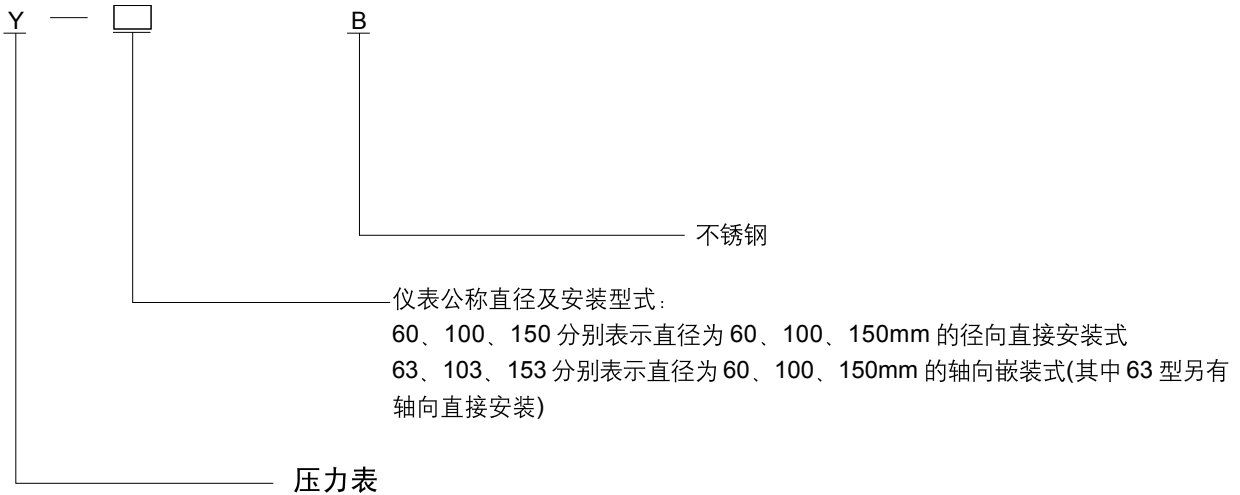 Y — □ B
不锈钢
仪表公称直径及安装型式：
60、100、150 分别表示直径为 60、100、150mm 的径向直接安装式
63、103、153 分别表示直径为 60、100、150mm 的轴向嵌装式(其中 63 型另有
轴向直接安装)
压力表